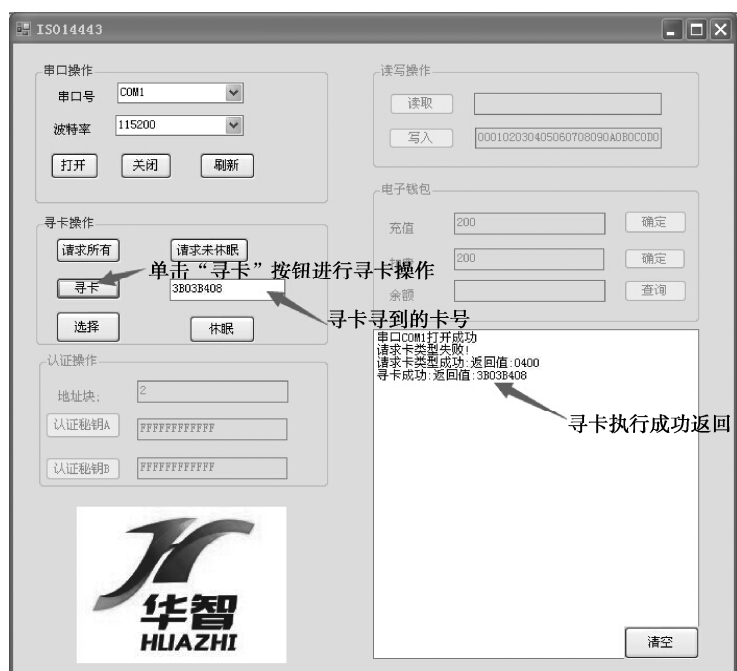 ISO14443
串口操作
串口号
COM1
波特率
115200
打开
关闭
刷新
寻卡操作
请求所有
请求未休眠
单击“寻卡”按钮进行寻卡操作
寻卡
3B03B408
寻卡寻到的卡号
选择
休眠
认证操作
地址块:
2
认证秘钥A
FFFFFFFFFFFF
认证秘钥B
FFFFFFFFFFFF
华智
HUAZHI
读写操作
读取
写入
000102030405060708090A0B0C0D0
电子钱包
充值
200
确定
200
确定
余额
查询
串口COM1打开成功
请求卡类型失败!
请求卡类型成功:返回值:0400
寻卡成功:返回值:3B03B408
寻卡执行成功返回
清空